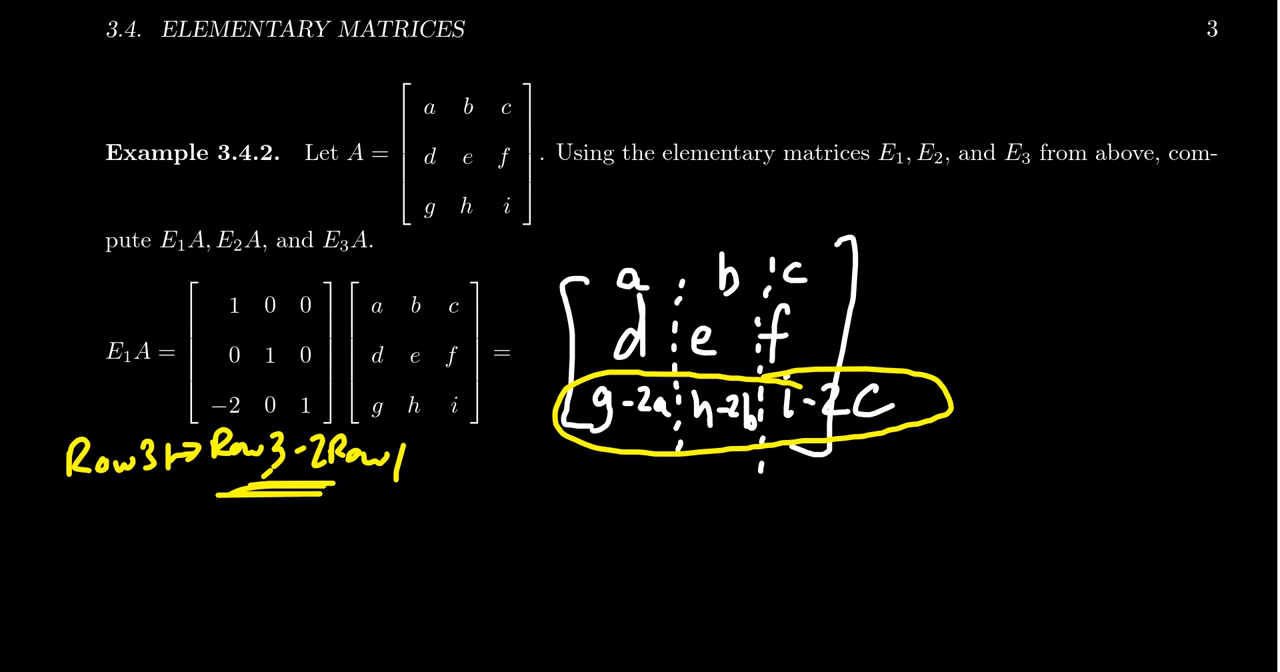 3.4. ELEMENTARY MATRICES 3
a b c
Example 3.4.2. Let A = d e f . Using the elementary matrices E₁, E₂, and E₃ from above, com-
g h i
pute E₁A, E₂A, and E₃A.
1 0 0 a b c a b c
E₁A = 0 1 0 d e f = d e f
−2 0 1 g h i g-2a h-2b i-2c
Row3 ↦ Row3-2Row1